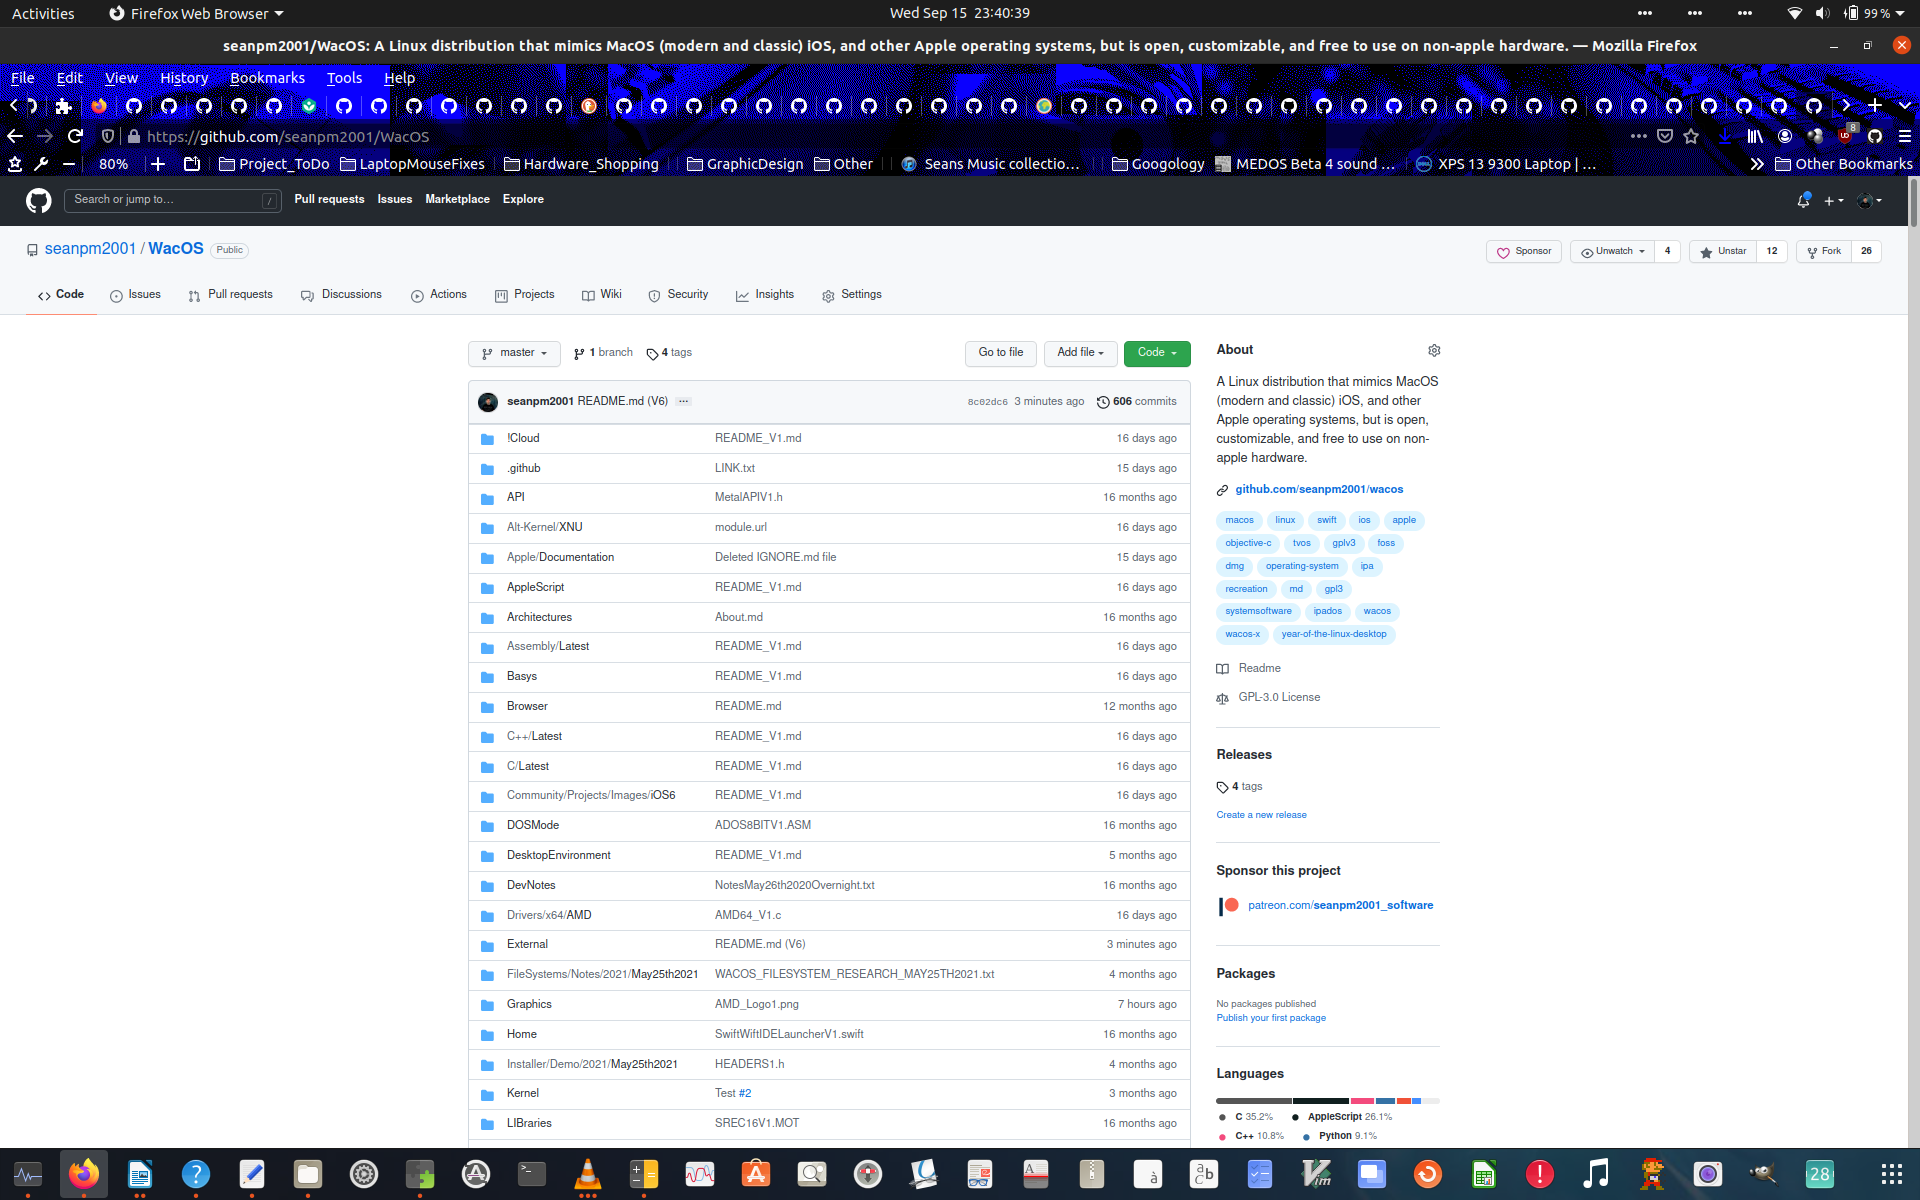 Activities
Firefox Web Browser
Wed Sep 15 23:40:39
99 %
seanpm2001/WacOS: A Linux distribution that mimics MacOS (modern and classic) iOS, and other Apple operating systems, but is open, customizable, and free to use on non-apple hardware. — Mozilla Firefox
File Edit View History Bookmarks Tools Help
https://github.com/seanpm2001/WacOS
8
80%
Project_ToDo
LaptopMouseFixes
Hardware_Shopping
GraphicDesign
Other
Seans Music collectio…
Googology
MEDOS Beta 4 sound …
XPS 13 9300 Laptop | …
Other Bookmarks
Search or jump to…
/
Pull requests
Issues
Marketplace
Explore
seanpm2001 / WacOS
Public
Sponsor
Unwatch 4
Unstar 12
Fork 26
Code
Issues
Pull requests
Discussions
Actions
Projects
Wiki
Security
Insights
Settings
master
1 branch
4 tags
Go to file
Add file
Code
seanpm2001 README.md (V6) … 8c02dc6 3 minutes ago 606 commits
!Cloud README_V1.md 16 days ago
.github LINK.txt 15 days ago
API MetalAPIV1.h 16 months ago
Alt-Kernel/XNU module.url 16 days ago
Apple/Documentation Deleted IGNORE.md file 15 days ago
AppleScript README_V1.md 16 days ago
Architectures About.md 16 months ago
Assembly/Latest README_V1.md 16 days ago
Basys README_V1.md 16 days ago
Browser README.md 12 months ago
C++/Latest README_V1.md 16 days ago
C/Latest README_V1.md 16 days ago
Community/Projects/Images/iOS6 README_V1.md 16 days ago
DOSMode ADOS8BITV1.ASM 16 months ago
DesktopEnvironment README_V1.md 5 months ago
DevNotes NotesMay26th2020Overnight.txt 16 months ago
Drivers/x64/AMD AMD64_V1.c 16 days ago
External README.md (V6) 3 minutes ago
FileSystems/Notes/2021/May25th2021 WACOS_FILESYSTEM_RESEARCH_MAY25TH2021.txt 4 months ago
Graphics AMD_Logo1.png 7 hours ago
Home SwiftWiftIDELauncherV1.swift 16 months ago
Installer/Demo/2021/May25th2021 HEADERS1.h 4 months ago
Kernel Test #2 3 months ago
LIBraries SREC16V1.MOT 16 months ago
About
A Linux distribution that mimics MacOS
(modern and classic) iOS, and other
Apple operating systems, but is open,
customizable, and free to use on non-
apple hardware.
github.com/seanpm2001/wacos
macos linux swift ios apple
objective-c tvos gplv3 foss
dmg operating-system ipa
recreation md gpl3
systemsoftware ipados wacos
wacos-x year-of-the-linux-desktop
Readme
GPL-3.0 License
Releases
4 tags
Create a new release
Sponsor this project
patreon.com/seanpm2001_software
Packages
No packages published
Publish your first package
Languages
C 35.2% AppleScript 26.1%
C++ 10.8% Python 9.1%
28